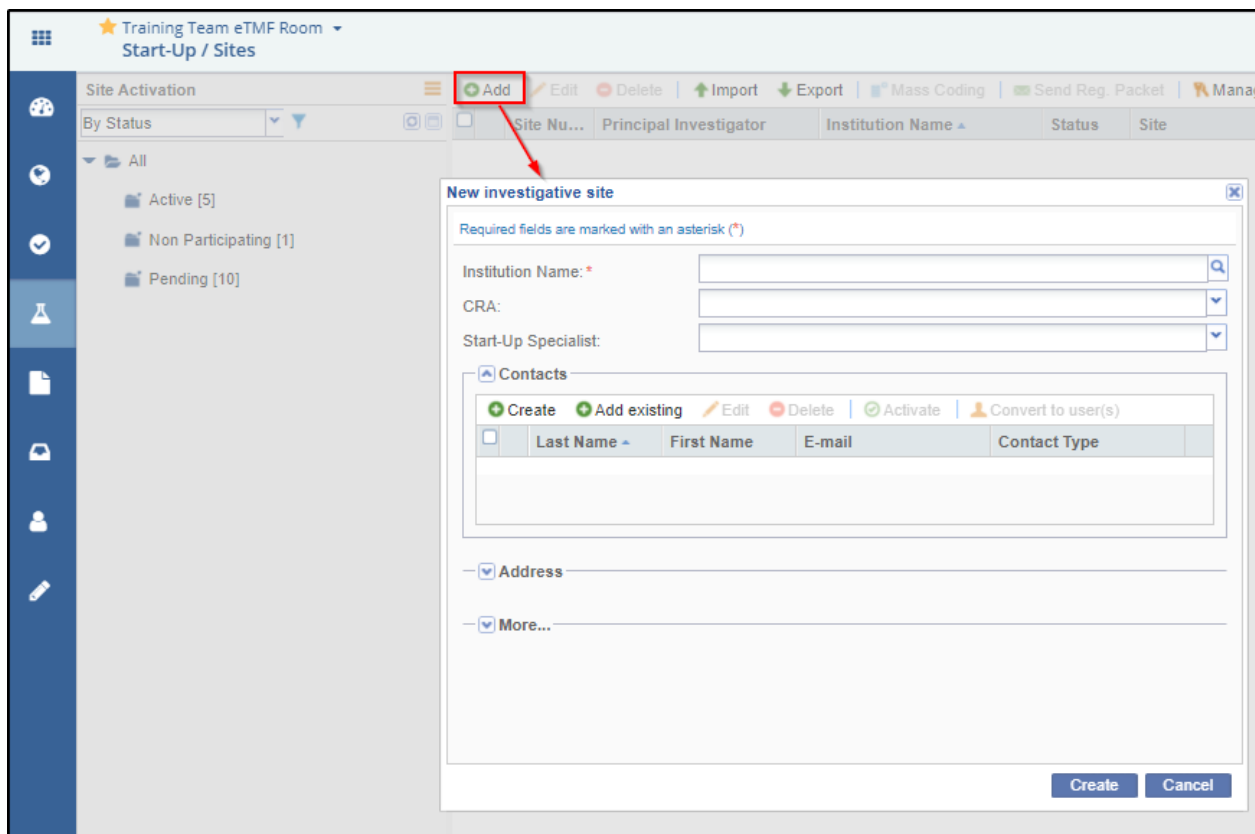 Training Team eTMF Room
Start-Up / Sites
Site Activation
Add Edit Delete Import Export Mass Coding Send Reg. Packet Manag
By Status
Site Nu... Principal Investigator Institution Name Status Site
All
Active [5]
Non Participating [1]
Pending [10]
New investigative site
Required fields are marked with an asterisk (*)
Institution Name: *
CRA:
Start-Up Specialist:
Contacts
Create Add existing Edit Delete Activate Convert to user(s)
Last Name First Name E-mail Contact Type
Address
More...
Create Cancel